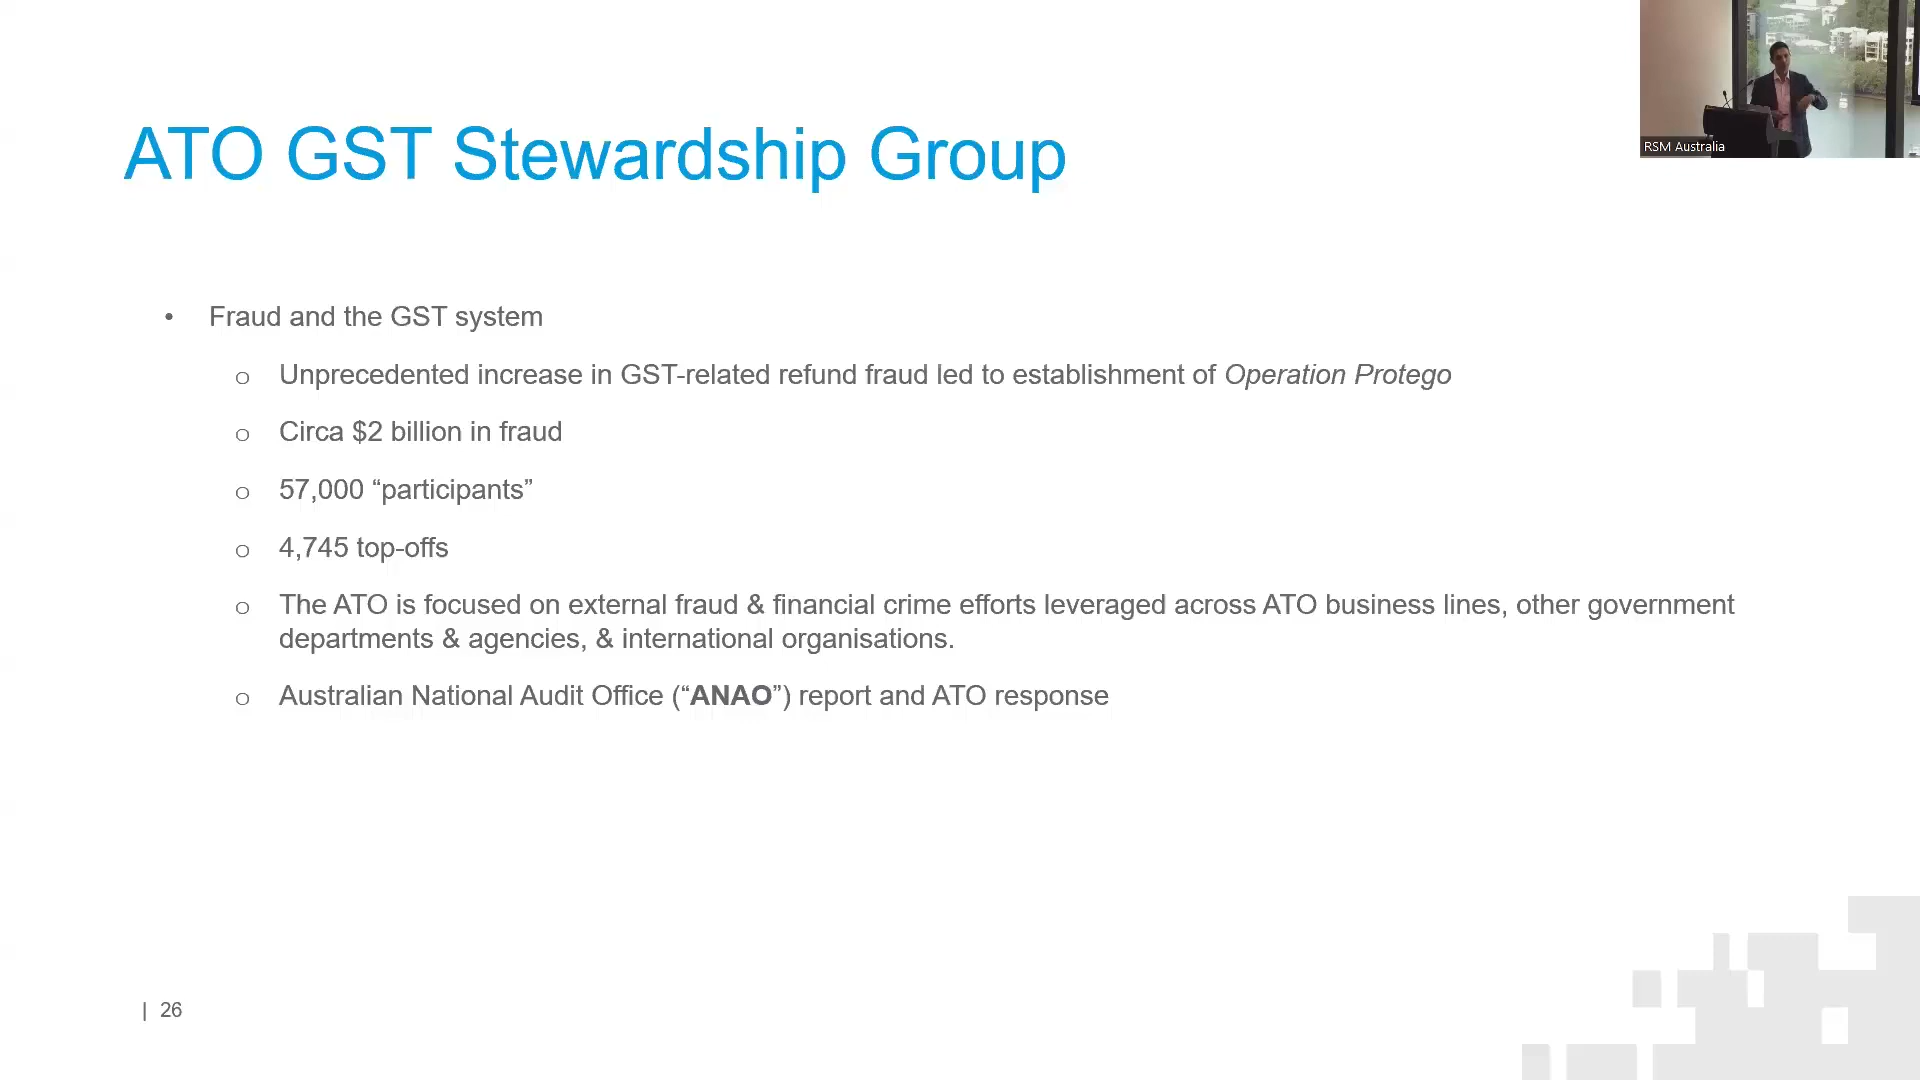 RSM Australia
ATO GST Stewardship Group
• Fraud and the GST system
o Unprecedented increase in GST-related refund fraud led to establishment of Operation Protego
o Circa $2 billion in fraud
o 57,000 “participants”
o 4,745 top-offs
o The ATO is focused on external fraud & financial crime efforts leveraged across ATO business lines, other government
departments & agencies, & international organisations.
o Australian National Audit Office (“ANAO”) report and ATO response
| 26